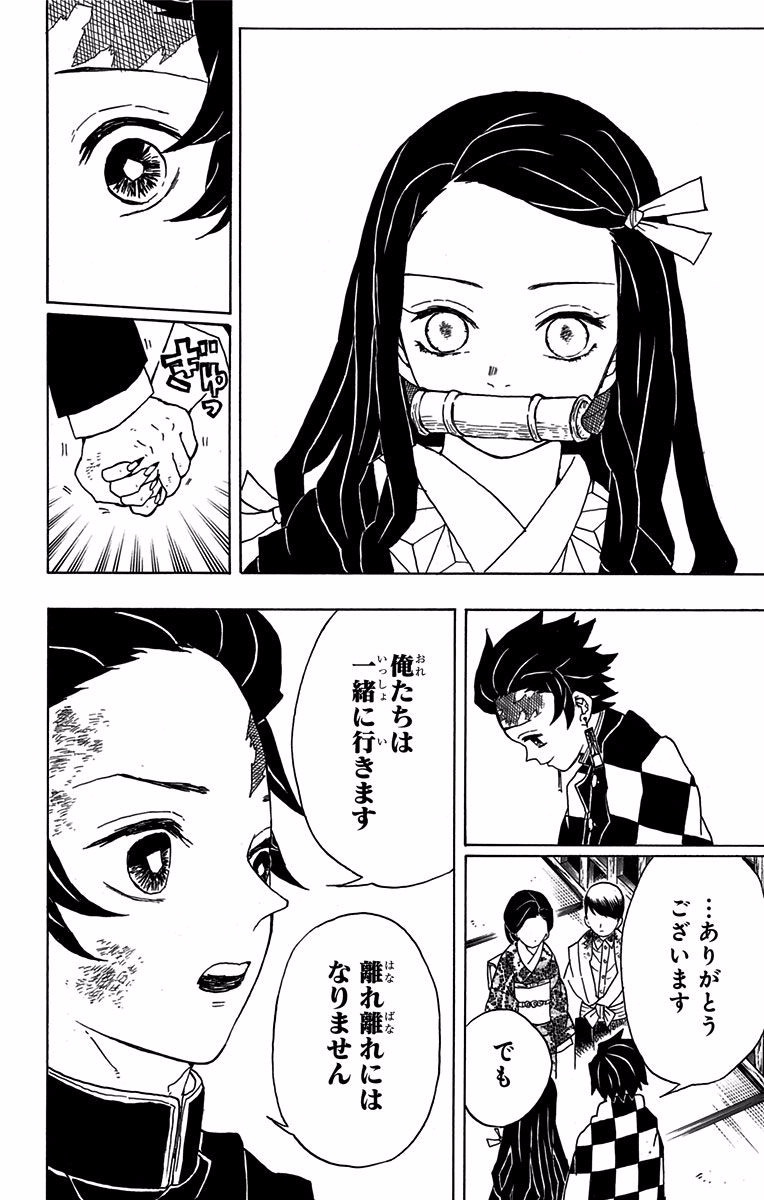 ぎゅっ
…ありがとう
ございます
でも
俺たちは
一緒に行きます
離れ離れには
なりません